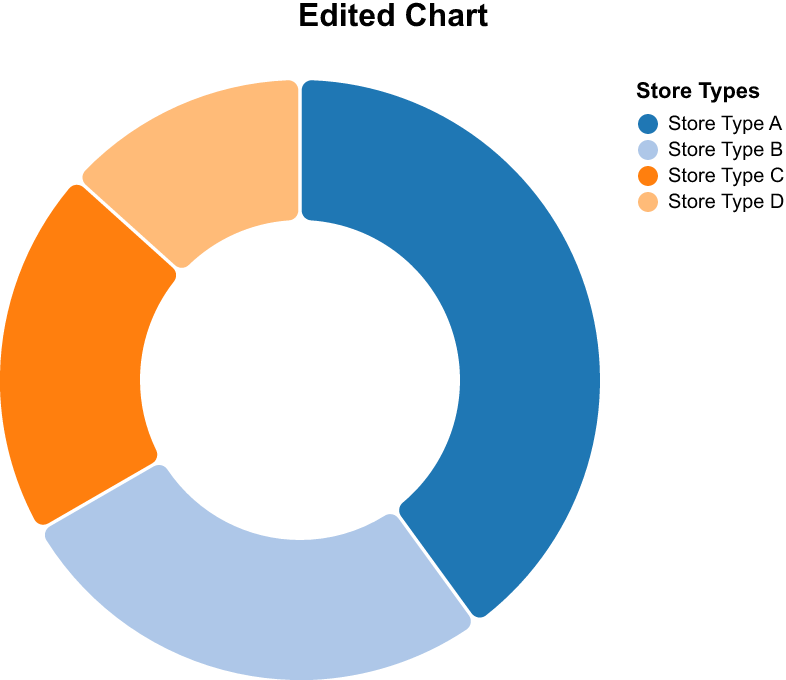 Edited Chart
Store Types
Store Type A
Store Type B
Store Type C
Store Type D